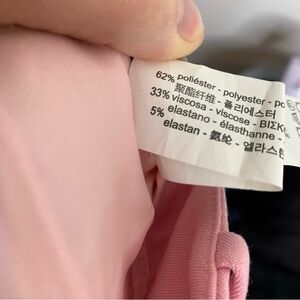 62% poliéster - polyester - po
聚酯纤维 - 폴리에스터
33% viscosa - viscose - ΒΙΣΚ
5% elastano - élasthanne -
elastan - 氨纶 - 엘라스탄